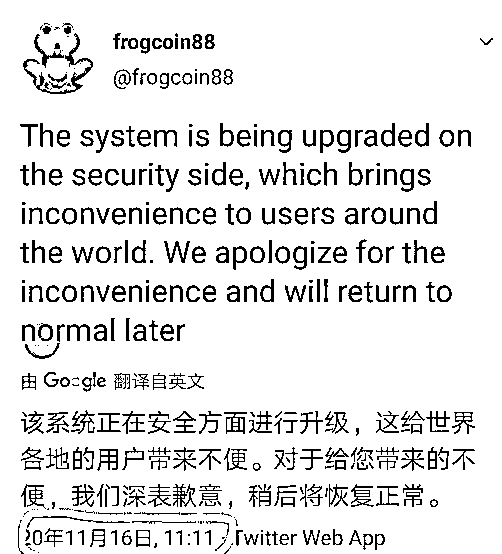 frogcoin88
@frogcoin88
The system is being upgraded on
the security side, which brings
inconvenience to users around
the world. We apologize for the
inconvenience and will return to
normal later
由 Google 翻译自英文
该系统正在安全方面进行升级，这给世界
各地的用户带来不便。对于给您带来的不
便，我们深表歉意，稍后将恢复正常。
20年11月16日, 11:11 · Twitter Web App